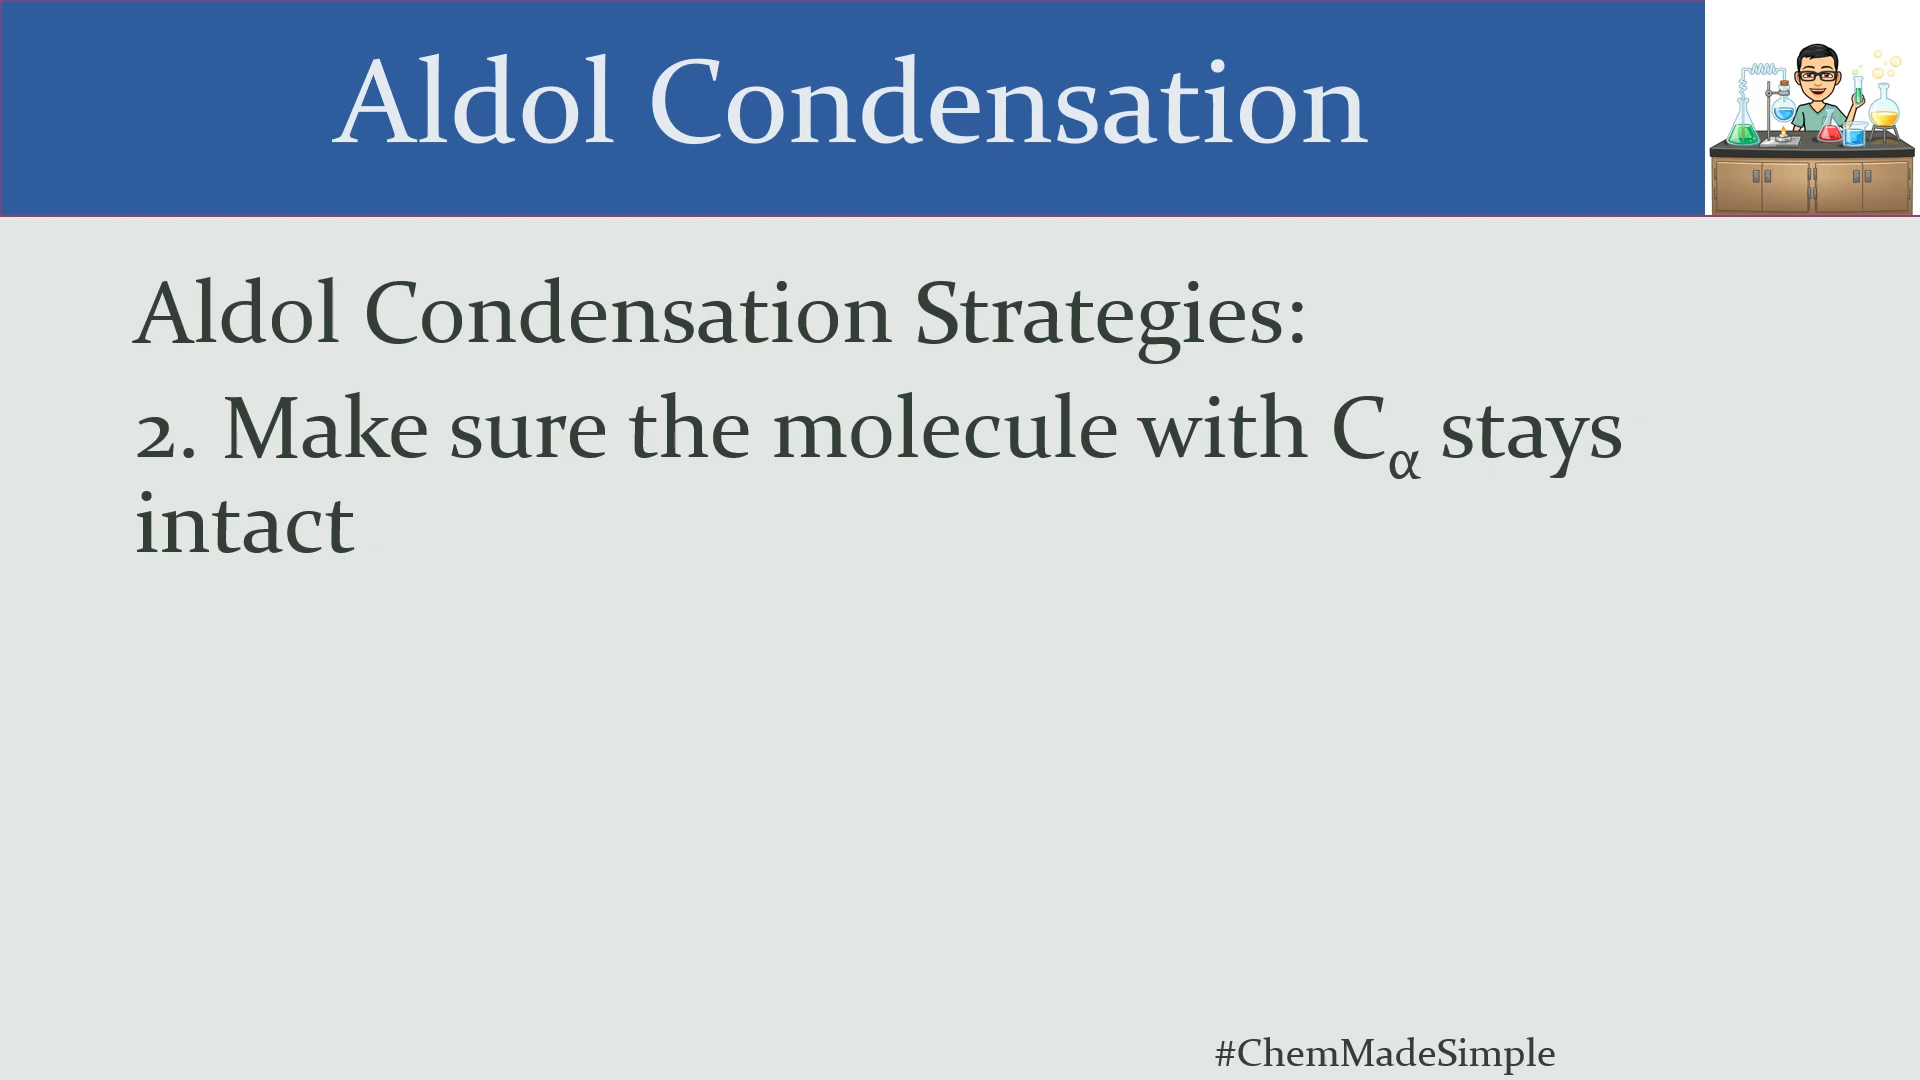 Aldol Condensation
Aldol Condensation Strategies:
2. Make sure the molecule with Cα stays
intact
#ChemMadeSimple